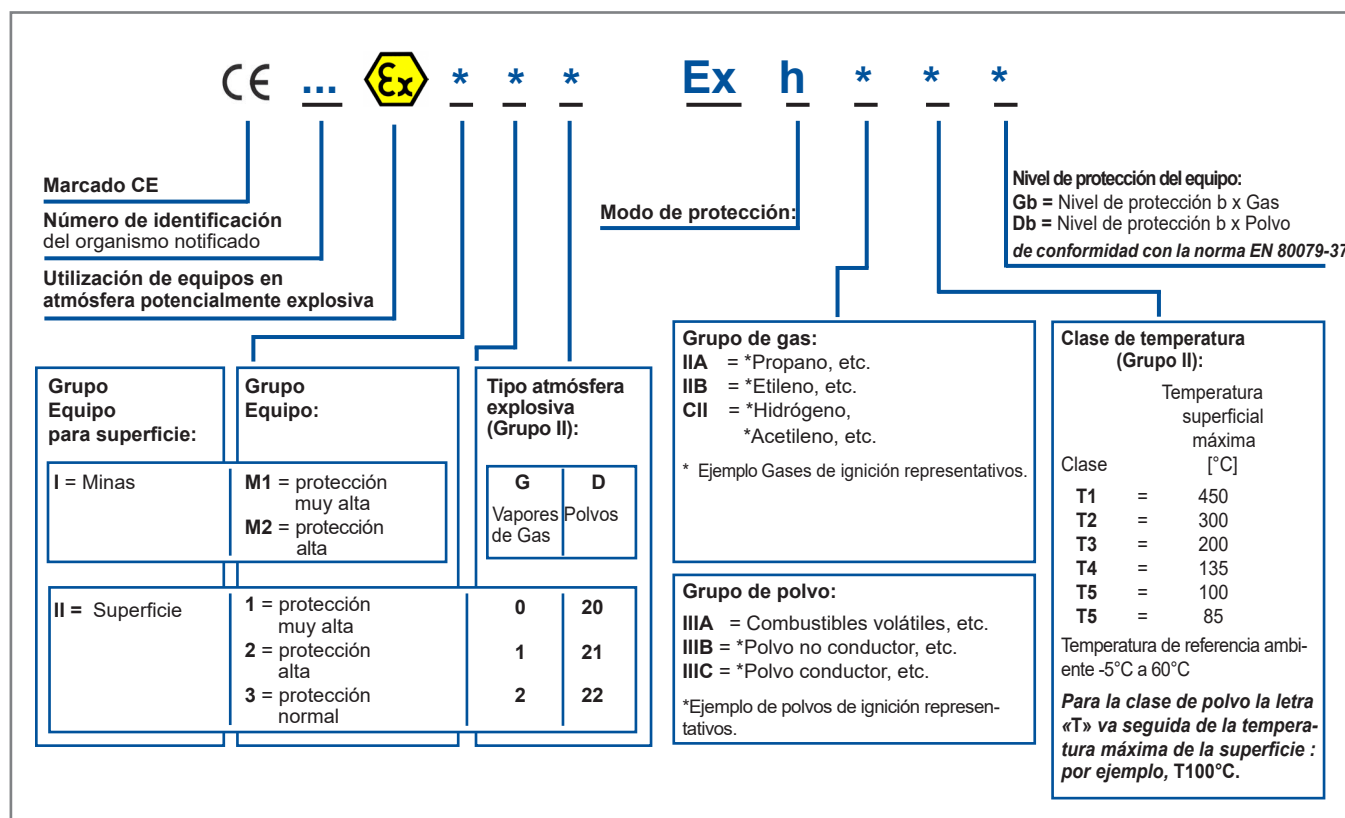 CE ... Ex * * * Ex h * * *
Marcado CE
Número de identificación
del organismo notificado
Utilización de equipos en
atmósfera potencialmente explosiva
Modo de protección:
Nivel de protección del equipo:
Gb = Nivel de protección b x Gas
Db = Nivel de protección b x Polvo
de conformidad con la norma EN 80079-37
Grupo
Equipo
para superficie:
I = Minas
II = Superficie
Grupo
Equipo:
M1 = protección
muy alta
M2 = protección
alta
1 = protección
muy alta
2 = protección
alta
3 = protección
normal
Tipo atmósfera
explosiva
(Grupo II):
G D
Vapores Polvos
de Gas
0 20
1 21
2 22
Grupo de gas:
IIA = *Propano, etc.
IIB = *Etileno, etc.
CII = *Hidrógeno,
*Acetileno, etc.
* Ejemplo Gases de ignición representativos.
Grupo de polvo:
IIIA = Combustibles volátiles, etc.
IIIB = *Polvo no conductor, etc.
IIIC = *Polvo conductor, etc.
*Ejemplo de polvos de ignición represen-
tativos.
Clase de temperatura
(Grupo II):
Temperatura
superficial
máxima
Clase [°C]
T1 = 450
T2 = 300
T3 = 200
T4 = 135
T5 = 100
T5 = 85
Temperatura de referencia ambi-
ente -5°C a 60°C
Para la clase de polvo la letra
«T» va seguida de la tempera-
tura máxima de la superficie :
por ejemplo, T100°C.